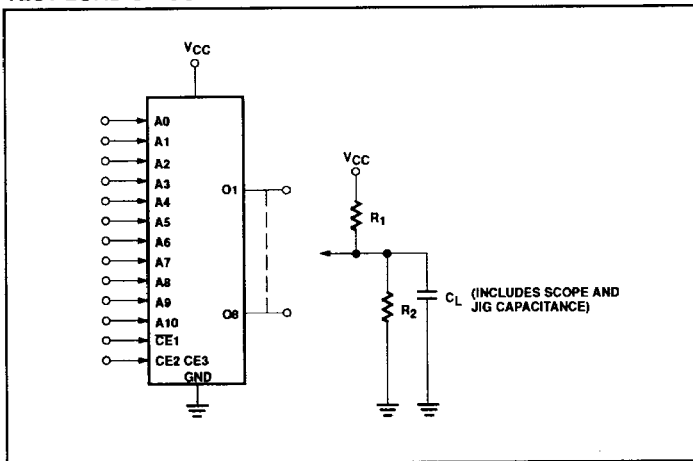 VCC
A0
A1
A2
A3
A4
A5
A6
A7
A8
A9
A10
CE1
CE2 CE3
GND
O1
O8
VCC
R1
R2
CL (INCLUDES SCOPE AND
JIG CAPACITANCE)